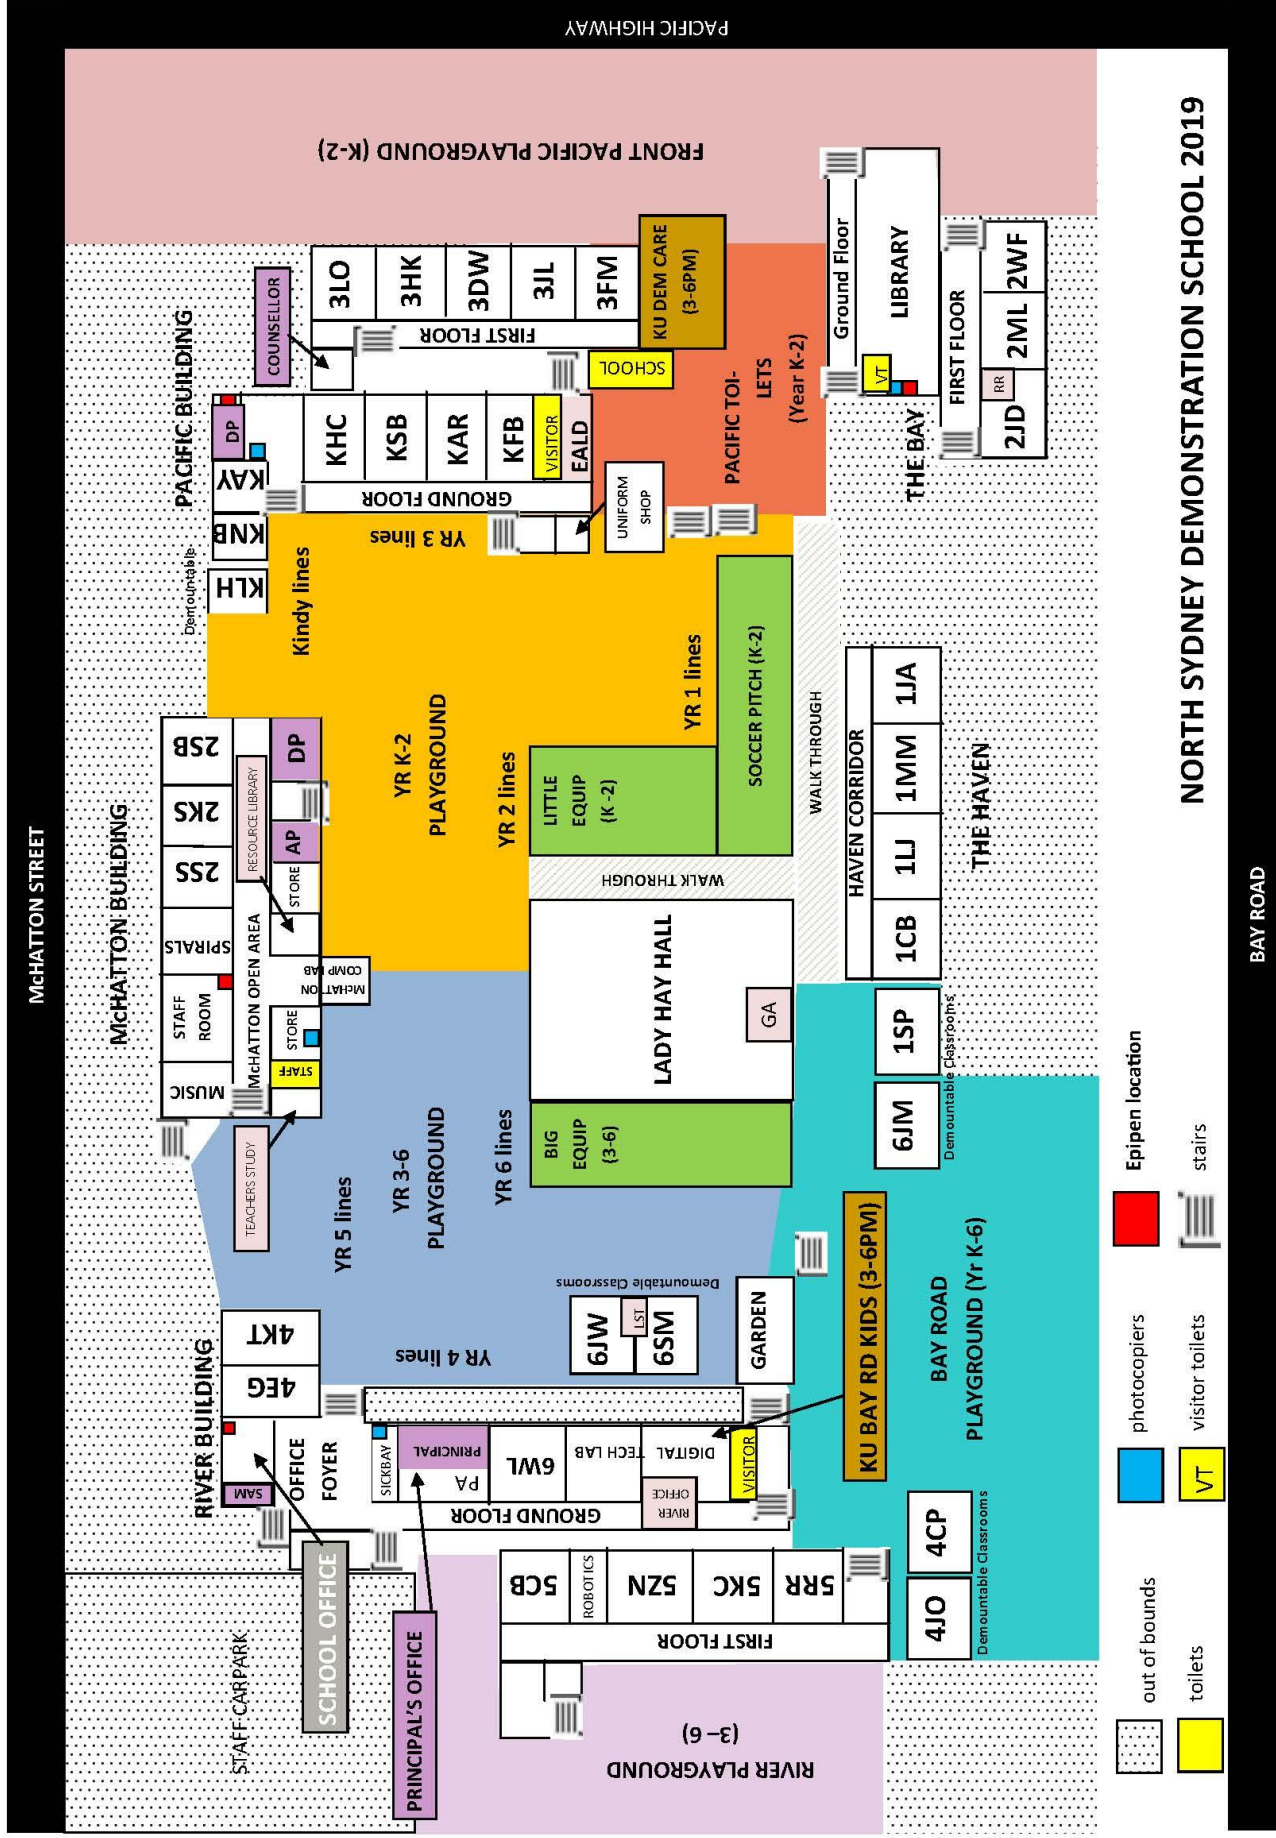 PACIFIC HIGHWAY
McHATTON STREET
BAY ROAD
NORTH SYDNEY DEMONSTRATION SCHOOL 2019
FRONT PACIFIC PLAYGROUND (K-2)
PACIFIC BUILDING
COUNSELLOR
3LO
3HK
3DW
3JL
3FM
FIRST FLOOR
KU DEM CARE
(3-6PM)
SCHOOL
DP
KAY
KNB
KLH
Demountable
KHC
KSB
KAR
KFB
VISITOR
EALD
GROUND FLOOR
UNIFORM
SHOP
PACIFIC TOI-
LETS
(Year K-2)
Ground Floor
LIBRARY
VT
THE BAY
FIRST FLOOR
2JD
RR
2ML
2WF
YR 3 lines
Kindy lines
YR K-2
PLAYGROUND
YR 2 lines
YR 1 lines
LITTLE
EQUIP
(K -2)
SOCCER PITCH (K-2)
WALK THROUGH
WALK THROUGH
HAVEN CORRIDOR
1CB
1LJ
1MM
1JA
THE HAVEN
McHATTON BUILDING
2SB
2KS
2SS
SPIRALS
STAFF
ROOM
MUSIC
RESOURCE LIBRARY
McHATTON OPEN AREA
DP
AP
STORE
McHATTON
COMP LAB
STORE
STAFF
TEACHERS STUDY
LADY HAY HALL
GA
BIG
EQUIP
(3-6)
YR 5 lines
YR 3-6
PLAYGROUND
YR 6 lines
YR 4 lines
1SP
6JM
Demountable Classrooms
6JW
LST
6SM
Demountable Classrooms
GARDEN
KU BAY RD KIDS (3-6PM)
BAY ROAD
PLAYGROUND (Yr K-6)
4JO
4CP
Demountable Classrooms
RIVER BUILDING
4KT
4EG
SAM
OFFICE
FOYER
SICKBAY
PRINCIPAL
PA
6WL
TECH LAB
DIGITAL
RIVER
OFFICE
VISITOR
GROUND FLOOR
SCHOOL OFFICE
STAFF CARPARK
PRINCIPAL'S OFFICE
5CB
ROBOTICS
5ZN
5KC
5RR
FIRST FLOOR
RIVER PLAYGROUND
(3–6)
out of bounds
photocopiers
Epipen location
toilets
VT
visitor toilets
stairs